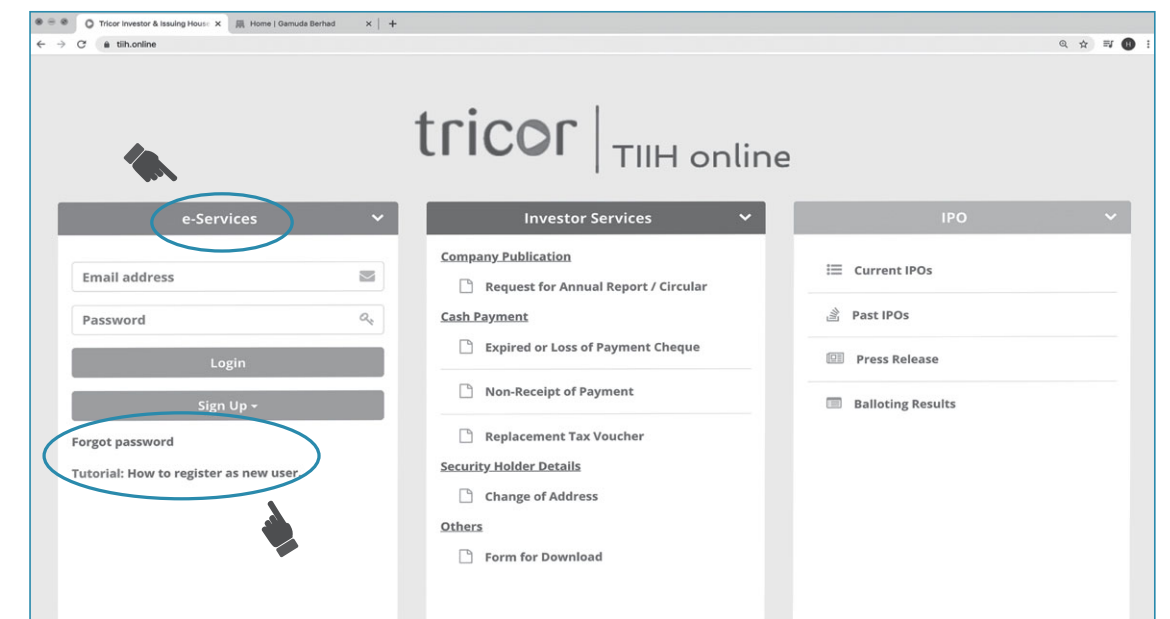 Tricor Investor & Issuing House
Home | Gamuda Berhad
tiih.online
H
tricor | TIIH online
e-Services
Email address
Password
Login
Sign Up
Forgot password
Tutorial: How to register as new user.
Investor Services
Company Publication
Request for Annual Report / Circular
Cash Payment
Expired or Loss of Payment Cheque
Non-Receipt of Payment
Replacement Tax Voucher
Security Holder Details
Change of Address
Others
Form for Download
IPO
Current IPOs
Past IPOs
Press Release
Balloting Results